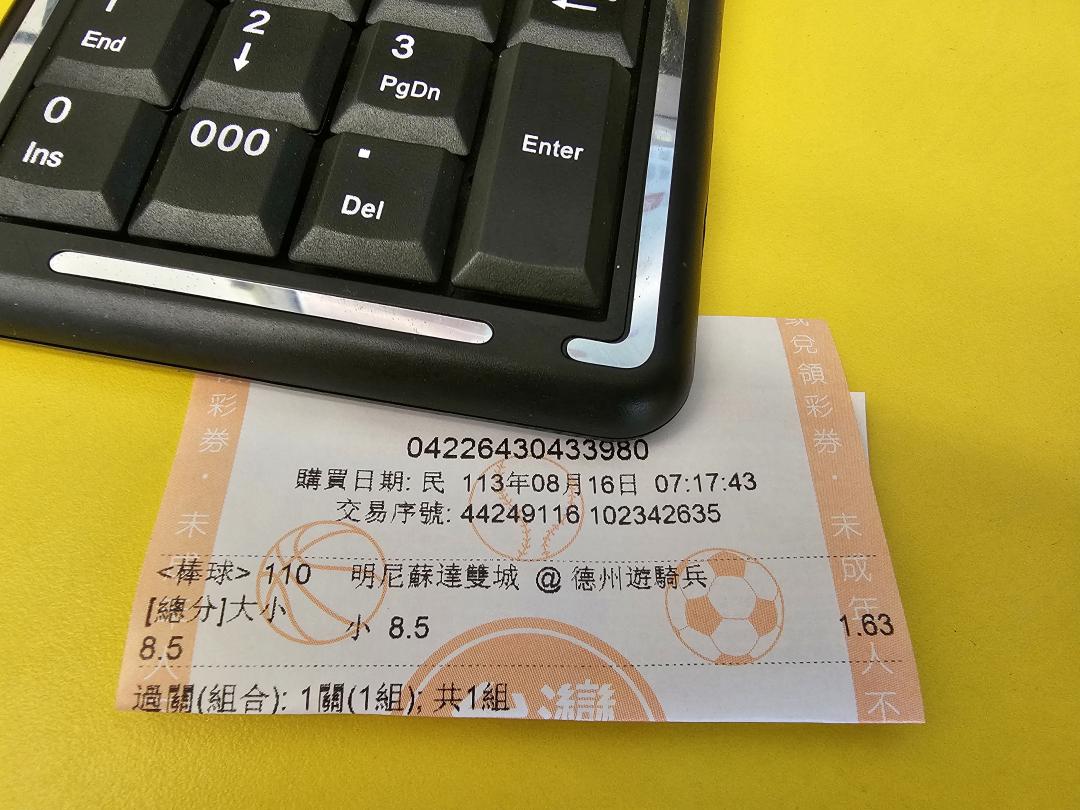 1
End
2
↓
3
PgDn
Enter
0
Ins
000
.
Del
兌領彩券．未成年人不
彩券．未
04226430433980
購買日期: 民 113年08月16日 07:17:43
交易序號: 44249116 102342635
<棒球> 110 明尼蘇達雙城 @ 德州遊騎兵
[總分]大小
8.5
小 8.5
1.63
過關(組合): 1關(1組); 共1組
灣